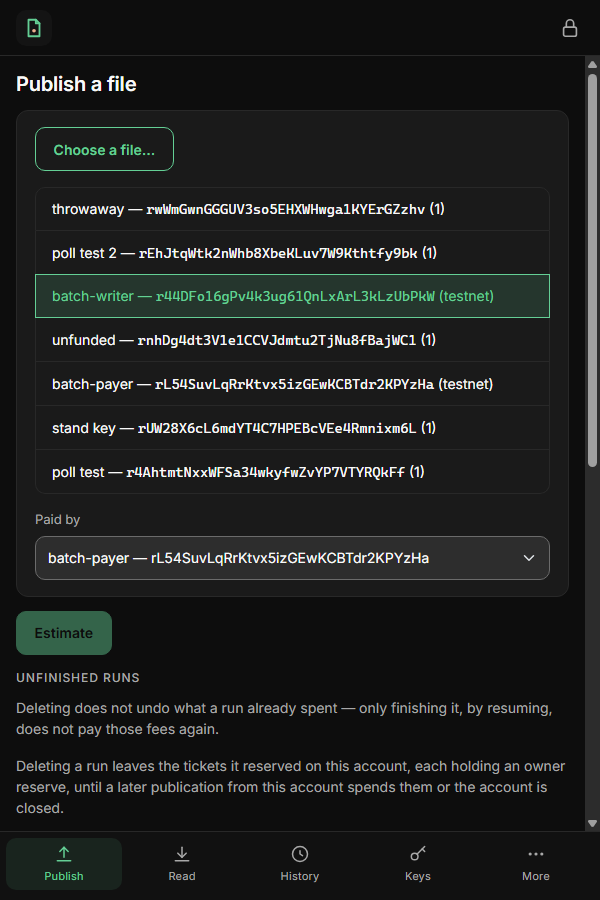 Publish a file
Choose a file...
throwaway — rwWmGwnGGGUV3so5EHXWHwga1KYErGZzhv (1)
poll test 2 — rEhJtqWtk2nWhb8XbeKLuv7W9Kthtfy9bk (1)
batch-writer — r44DFo16gPv4k3ug61QnLxArL3kLzUbPkW (testnet)
unfunded — rnhDg4dt3V1e1CCVJdmtu2TjNu8fBajWC1 (1)
batch-payer — rL54SuvLqRrKtvx5izGEwKCBTdr2KPYzHa (testnet)
stand key — rUW28X6cL6mdYT4C7HPEBcVEe4Rmnixm6L (1)
poll test — r4AhtmtNxxWFSa34wkyfwZvYP7VTYRQkFf (1)
Paid by
batch-payer — rL54SuvLqRrKtvx5izGEwKCBTdr2KPYzHa
Estimate
UNFINISHED RUNS
Deleting does not undo what a run already spent — only finishing it, by resuming,
does not pay those fees again.
Deleting a run leaves the tickets it reserved on this account, each holding an owner
reserve, until a later publication from this account spends them or the account is
closed.
Publish
Read
History
Keys
More